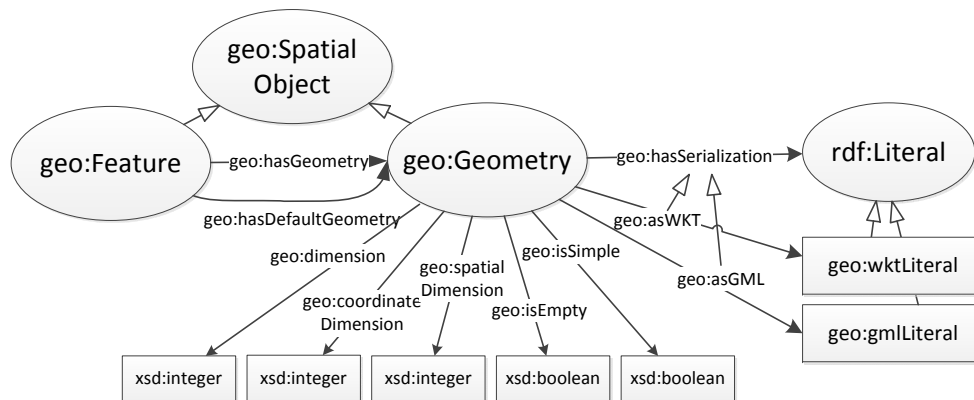 geo:Spatial
Object
geo:Feature
geo:hasGeometry
geo:Geometry
geo:hasSerialization
rdf:Literal
geo:hasDefaultGeometry
geo:asWKT
geo:dimension
geo:spatial
Dimension
geo:isSimple
geo:wktLiteral
geo:asGML
geo:coordinate
Dimension
geo:isEmpty
geo:gmlLiteral
xsd:integer
xsd:integer
xsd:integer
xsd:boolean
xsd:boolean